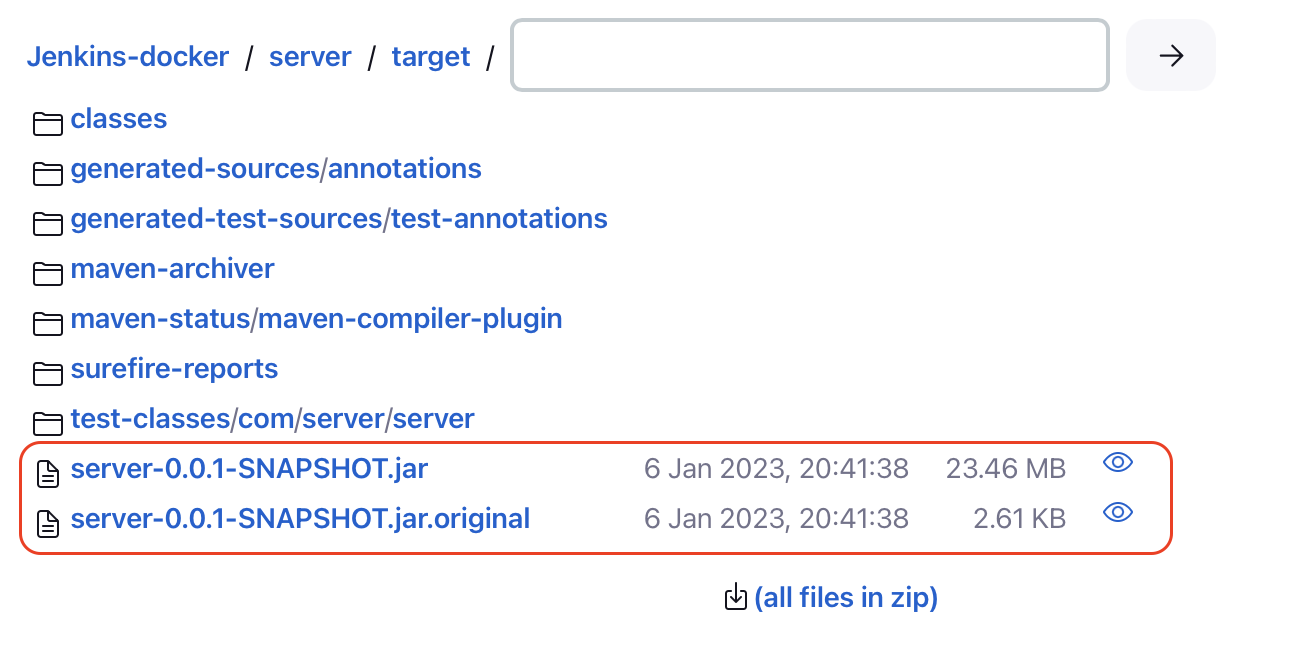 Jenkins-docker / server / target /
classes
generated-sources/annotations
generated-test-sources/test-annotations
maven-archiver
maven-status/maven-compiler-plugin
surefire-reports
test-classes/com/server/server
server-0.0.1-SNAPSHOT.jar 6 Jan 2023, 20:41:38 23.46 MB
server-0.0.1-SNAPSHOT.jar.original 6 Jan 2023, 20:41:38 2.61 KB
(all files in zip)